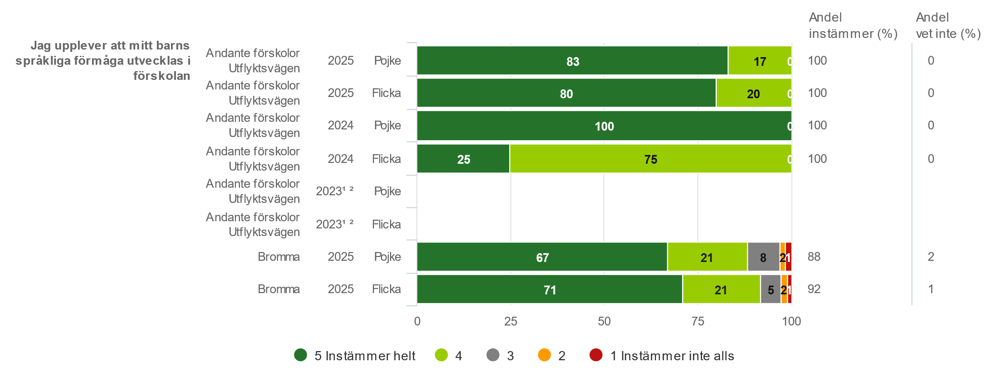 Andel
instämmer (%)
Andel
vet inte (%)
Jag upplever att mitt barns
språkliga förmåga utvecklas i
förskolan
Andante förskolor
Utflyktsvägen
2025 Pojke 83 17 0 100 0
Andante förskolor
Utflyktsvägen
2025 Flicka 80 20 0 100 0
Andante förskolor
Utflyktsvägen
2024 Pojke 100 0 100 0
Andante förskolor
Utflyktsvägen
2024 Flicka 25 75 0 100 0
Andante förskolor
Utflyktsvägen
2023¹ ² Pojke
Andante förskolor
Utflyktsvägen
2023¹ ² Flicka
Bromma 2025 Pojke 67 21 8 2 1 88 2
Bromma 2025 Flicka 71 21 5 2 1 92 1
0 25 50 75 100
5 Instämmer helt 4 3 2 1 Instämmer inte alls